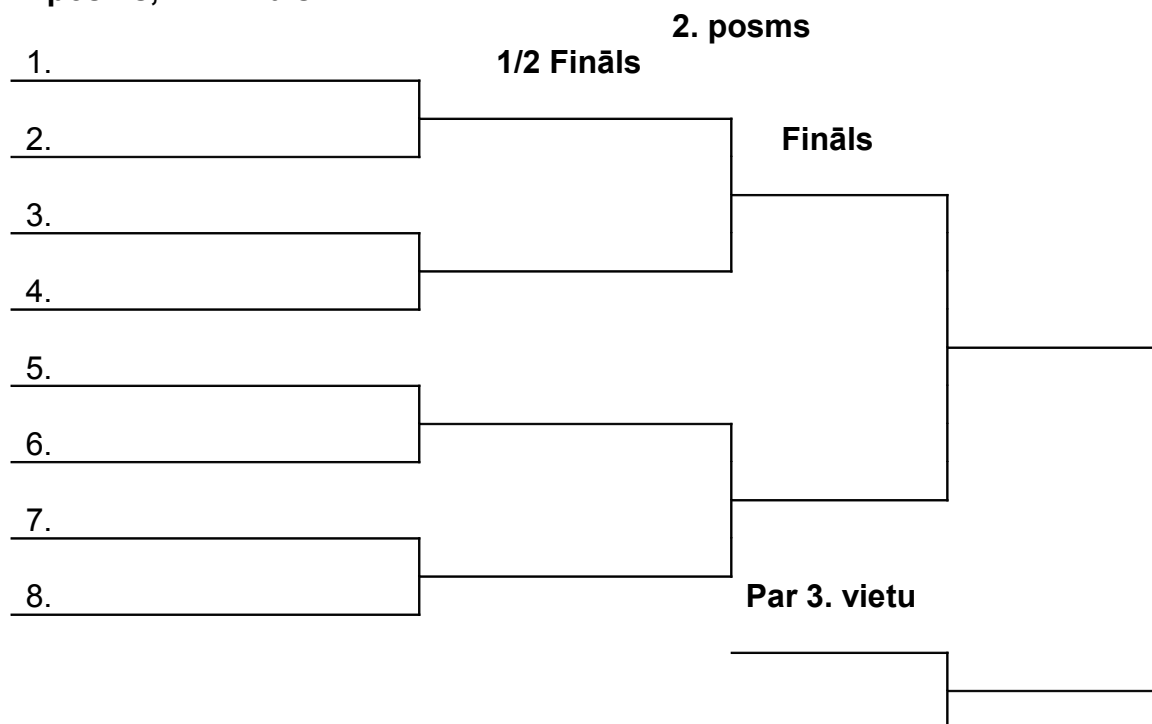 2. posms
1/2 Fināls
1.
2.
Fināls
3.
4.
5.
6.
7.
8.
Par 3. vietu